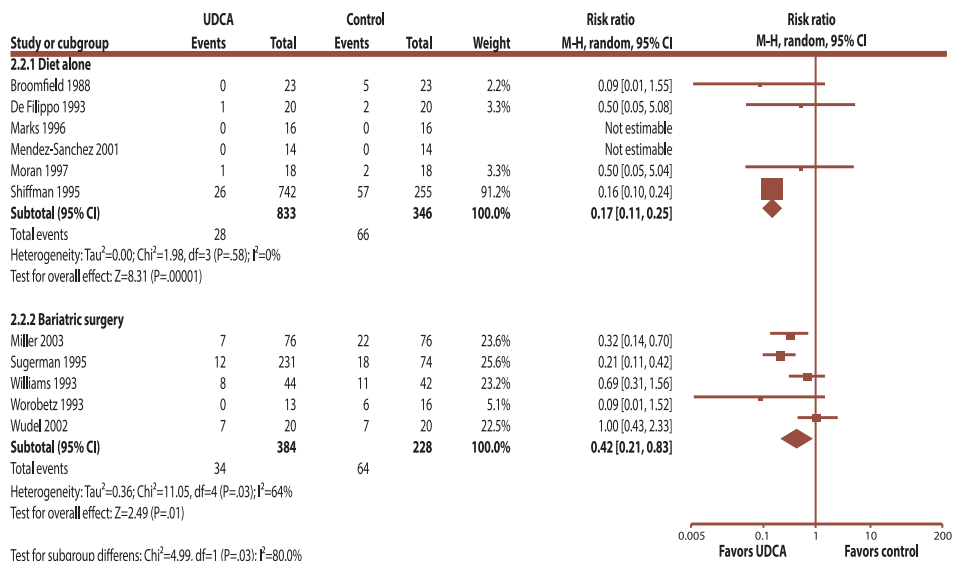 UDCA Control Risk ratio Risk ratio
Study or cubgroup Events Total Events Total Weight M-H, random, 95% CI M-H, random, 95% CI
2.2.1 Diet alone
Broomfield 1988 0 23 5 23 2.2% 0.09 [0.01, 1.55]
De Filippo 1993 1 20 2 20 3.3% 0.50 [0.05, 5.08]
Marks 1996 0 16 0 16 Not estimable
Mendez-Sanchez 2001 0 14 0 14 Not estimable
Moran 1997 1 18 2 18 3.3% 0.50 [0.05, 5.04]
Shiffman 1995 26 742 57 255 91.2% 0.16 [0.10, 0.24]
Subtotal (95% CI) 833 346 100.0% 0.17 [0.11, 0.25]
Total events 28 66
Heterogeneity: Tau²=0.00; Chi²=1.98, df=3 (P=.58); I²=0%
Test for overall effect: Z=8.31 (P=.00001)
2.2.2 Bariatric surgery
Miller 2003 7 76 22 76 23.6% 0.32 [0.14, 0.70]
Sugerman 1995 12 231 18 74 25.6% 0.21 [0.11, 0.42]
Williams 1993 8 44 11 42 23.2% 0.69 [0.31, 1.56]
Worobetz 1993 0 13 6 16 5.1% 0.09 [0.01, 1.52]
Wudel 2002 7 20 7 20 22.5% 1.00 [0.43, 2.33]
Subtotal (95% CI) 384 228 100.0% 0.42 [0.21, 0.83]
Total events 34 64
Heterogeneity: Tau²=0.36; Chi²=11.05, df=4 (P=.03); I²=64%
Test for overall effect: Z=2.49 (P=.01)
0.005 0.1 1 10 200
Favors UDCA Favors control
Test for subgroup differens: Chi²=4.99, df=1 (P=.03); I²=80.0%